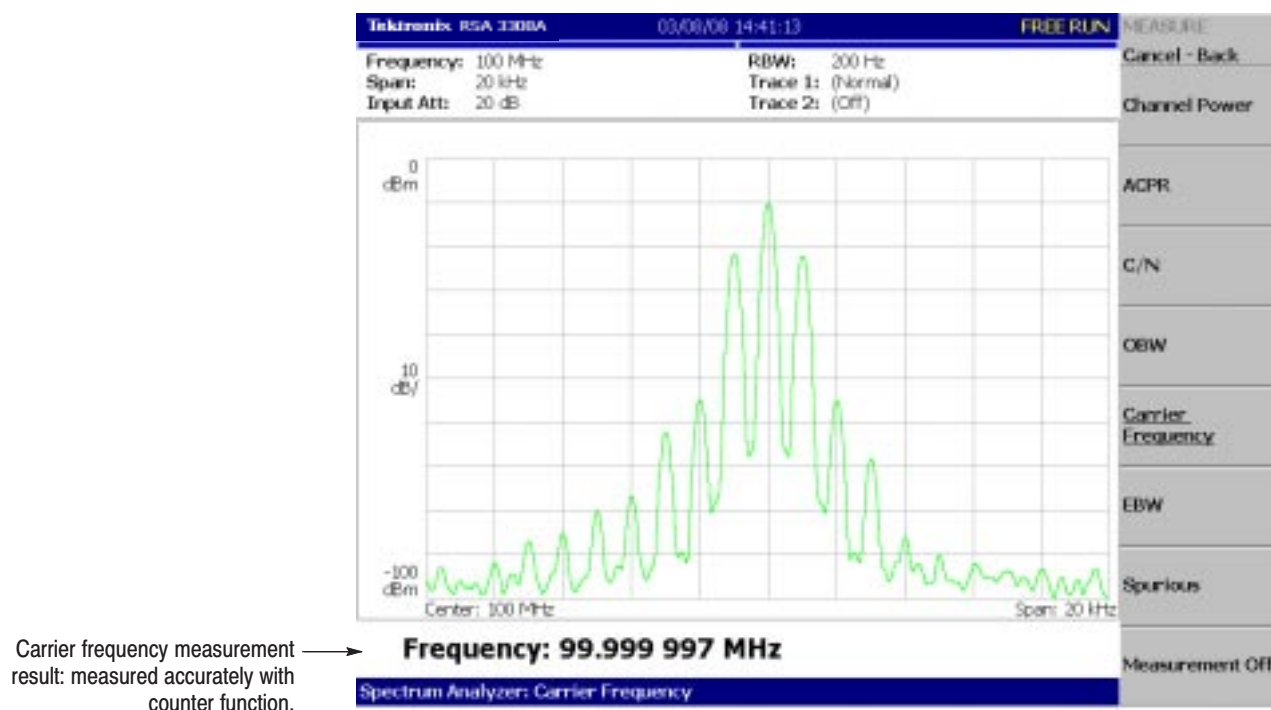 Tektronix RSA 3308A 03/08/08 14:41:13 FREE RUN
Frequency: 100 MHz RBW: 200 Hz
Span: 20 kHz Trace 1: (Normal)
Input Att: 20 dB Trace 2: (Off)
0
dBm
10
dB/
-100
dBm
Center: 100 MHz Span: 20 kHz
Frequency: 99.999 997 MHz
Spectrum Analyzer: Carrier Frequency
MEASURE
Cancel - Back
Channel Power
ACPR
C/N
OBW
Carrier
Frequency
EBW
Spurious
Measurement Off
Carrier frequency measurement
result: measured accurately with
counter function.